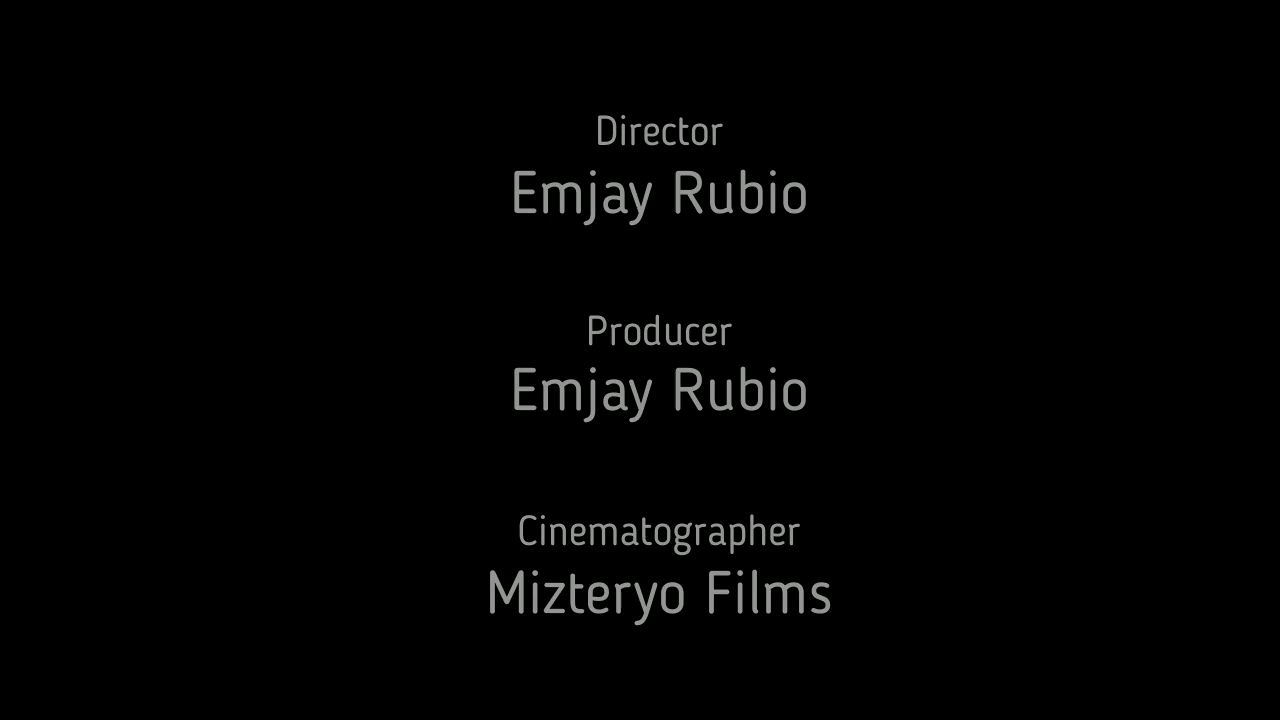 Director
Emjay Rubio
Producer
Emjay Rubio
Cinematographer
Mizteryo Films